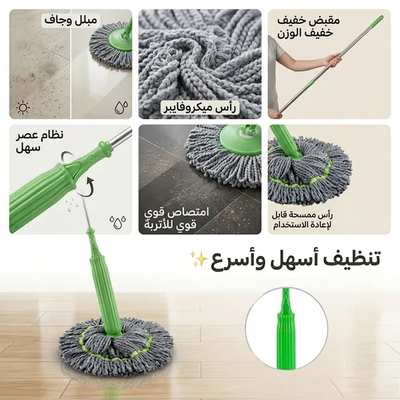 مقبض خفيف
خفيف الوزن
رأس ميكروفايبر
مبلل وجاف
رأس ممسحة قابل
لإعادة الاستخدام
امتصاص قوي
قوي للأتربة
نظام عصر
سهل
تنظيف أسهل وأسرع ✨